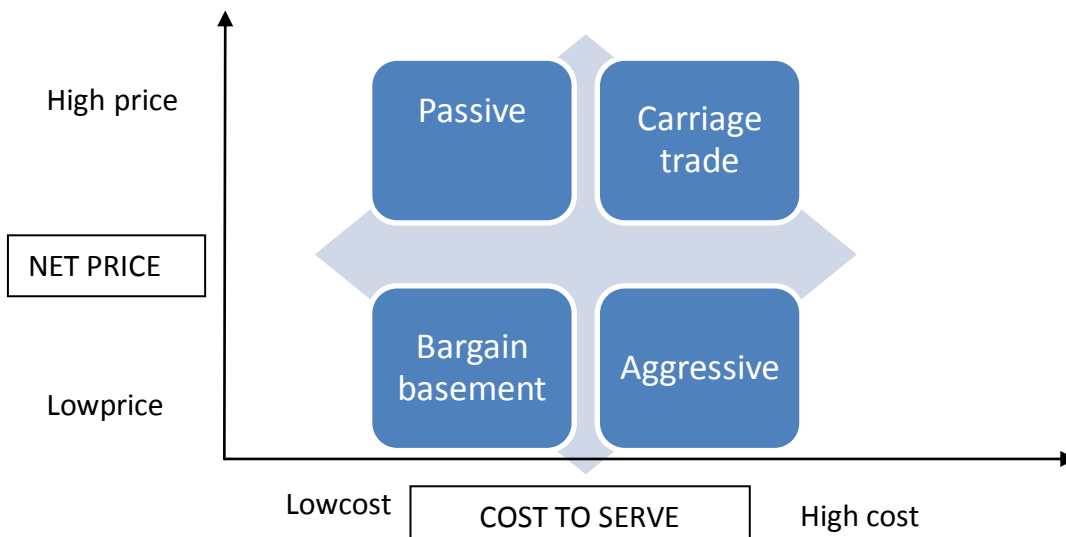 High price
Passive
Carriage
trade
NET PRICE
Bargain
basement
Aggressive
Lowprice
Lowcost
COST TO SERVE
High cost